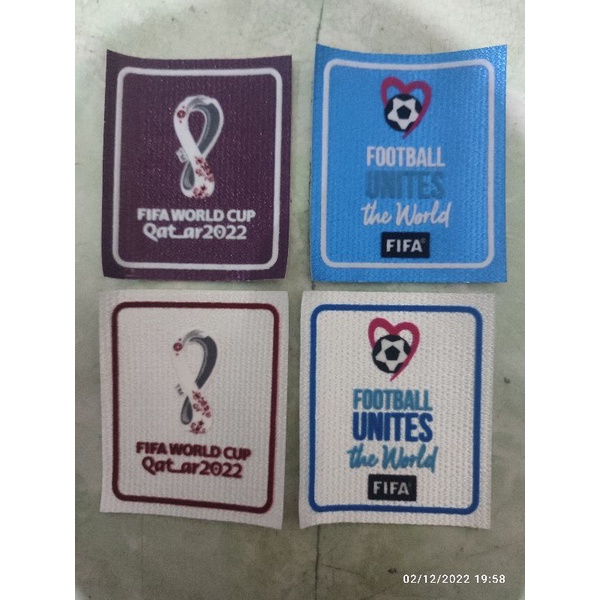 FIFA WORLD CUP
Qatar2022
FOOTBALL
UNITES
the World
FIFA®
FIFA WORLD CUP
Qatar2022
FOOTBALL
UNITES
the World
FIFA®
02/12/2022 19:58